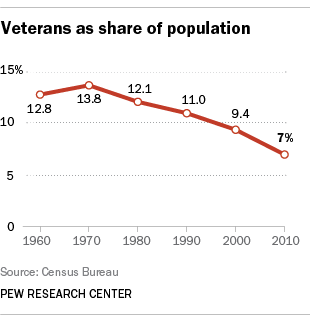 Veterans as share of population
15%
12.8
13.8
12.1
11.0
9.4
7%
10
5
0
1960 1970 1980 1990 2000 2010
Source: Census Bureau
PEW RESEARCH CENTER